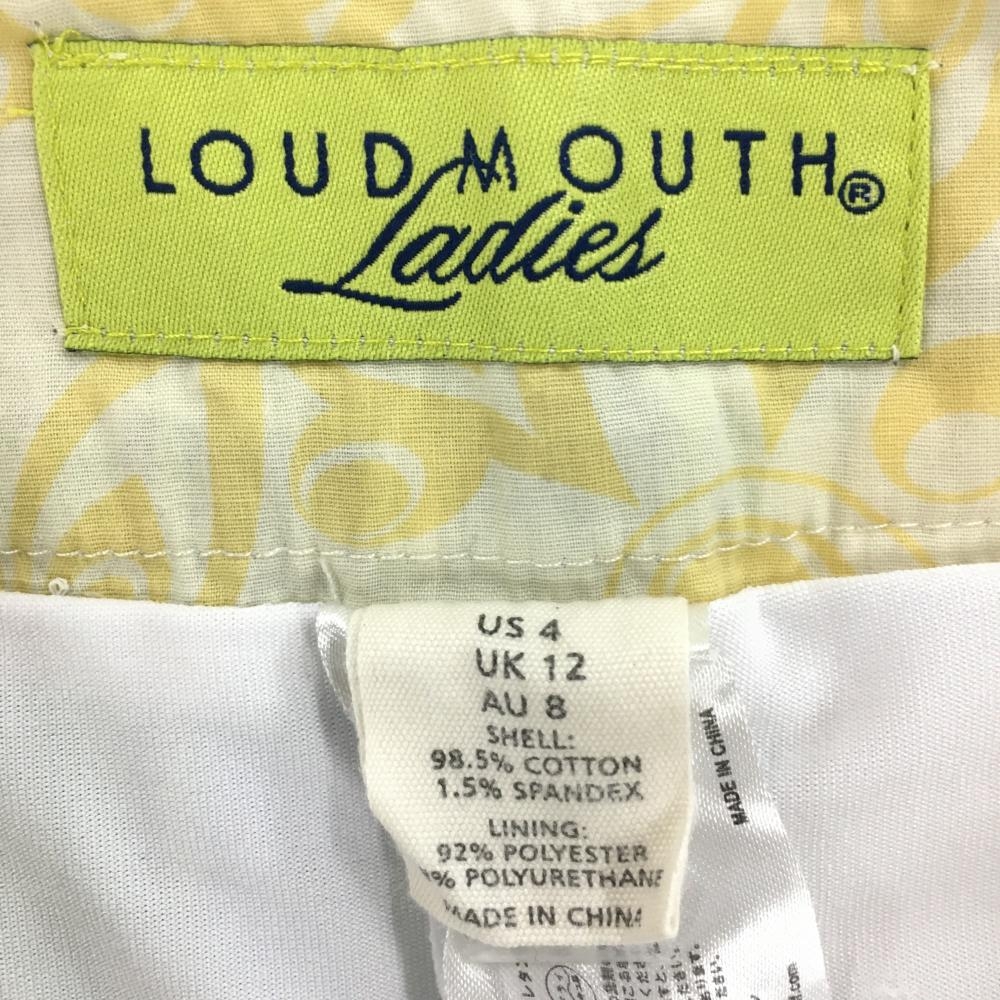 LOUDMOUTH®
Ladies
US 4
UK 12
AU 8
SHELL:
98.5% COTTON
1.5% SPANDEX
LINING:
92% POLYESTER
% POLYURETHANE
MADE IN CHINA
MADE IN CHINA
.com